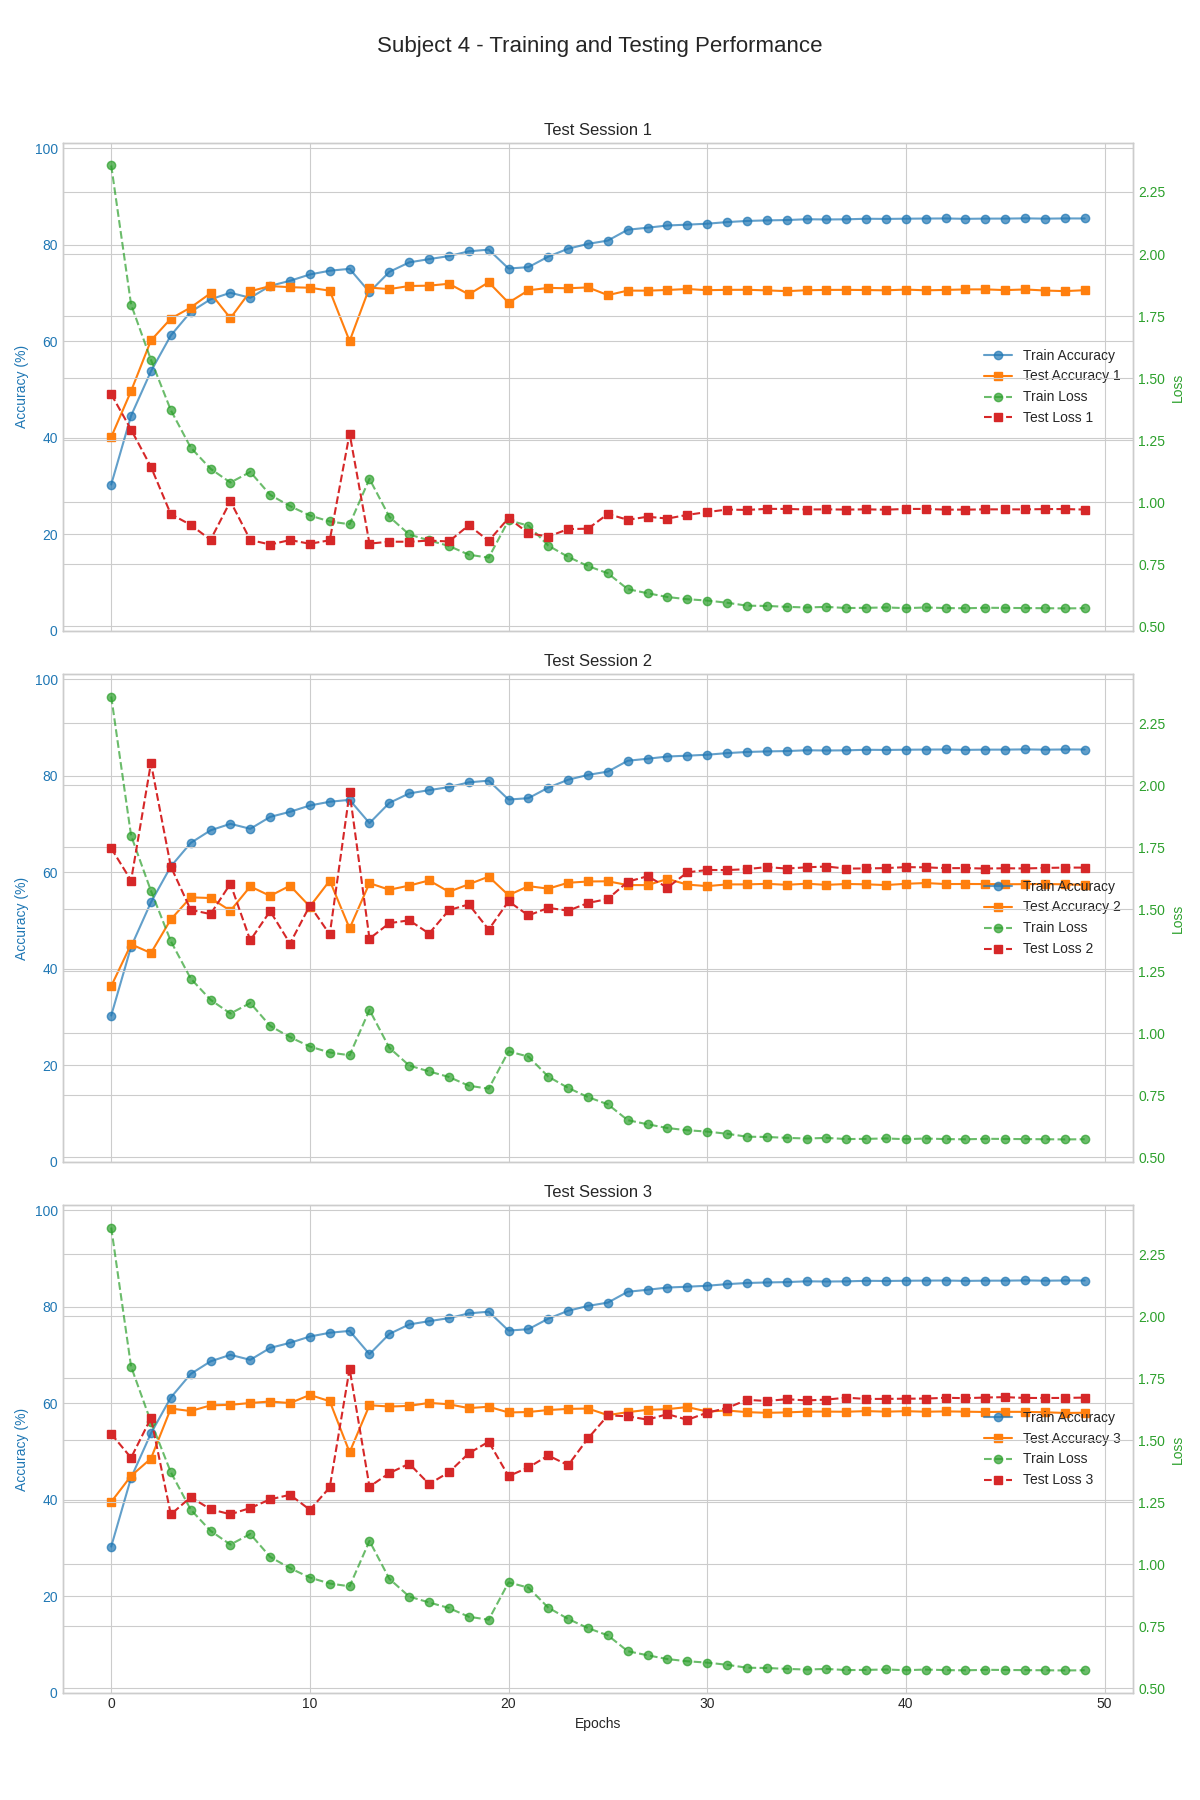 Subject 4 - Training and Testing Performance
Test Session 1
100
80
60
40
20
0
Accuracy (%)
2.25
2.00
1.75
1.50
1.25
1.00
0.75
0.50
Loss
Train Accuracy
Test Accuracy 1
Train Loss
Test Loss 1
Test Session 2
100
80
60
40
20
0
Accuracy (%)
2.25
2.00
1.75
1.50
1.25
1.00
0.75
0.50
Loss
Train Accuracy
Test Accuracy 2
Train Loss
Test Loss 2
Test Session 3
100
80
60
40
20
0
Accuracy (%)
2.25
2.00
1.75
1.50
1.25
1.00
0.75
0.50
Loss
Train Accuracy
Test Accuracy 3
Train Loss
Test Loss 3
0 10 20 30 40 50
Epochs